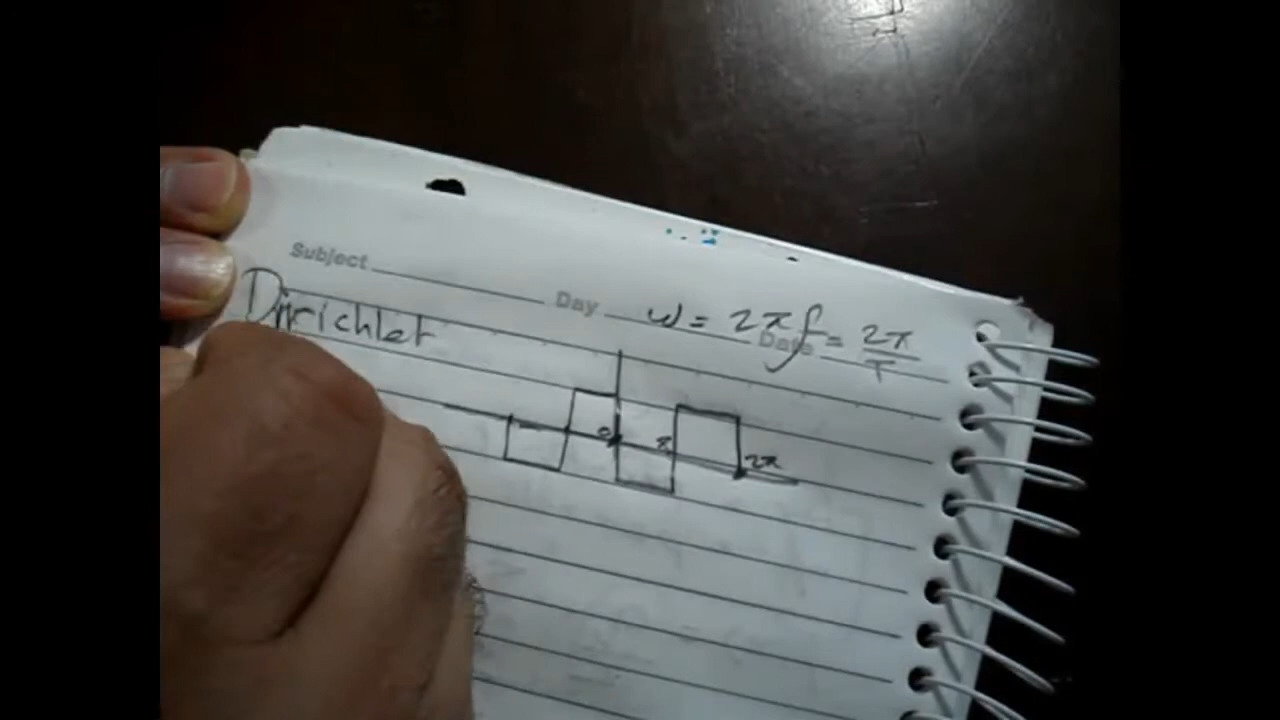 Subject Day Date
ω = 2πf = 2π/T
Dirichlet
0 π 2π